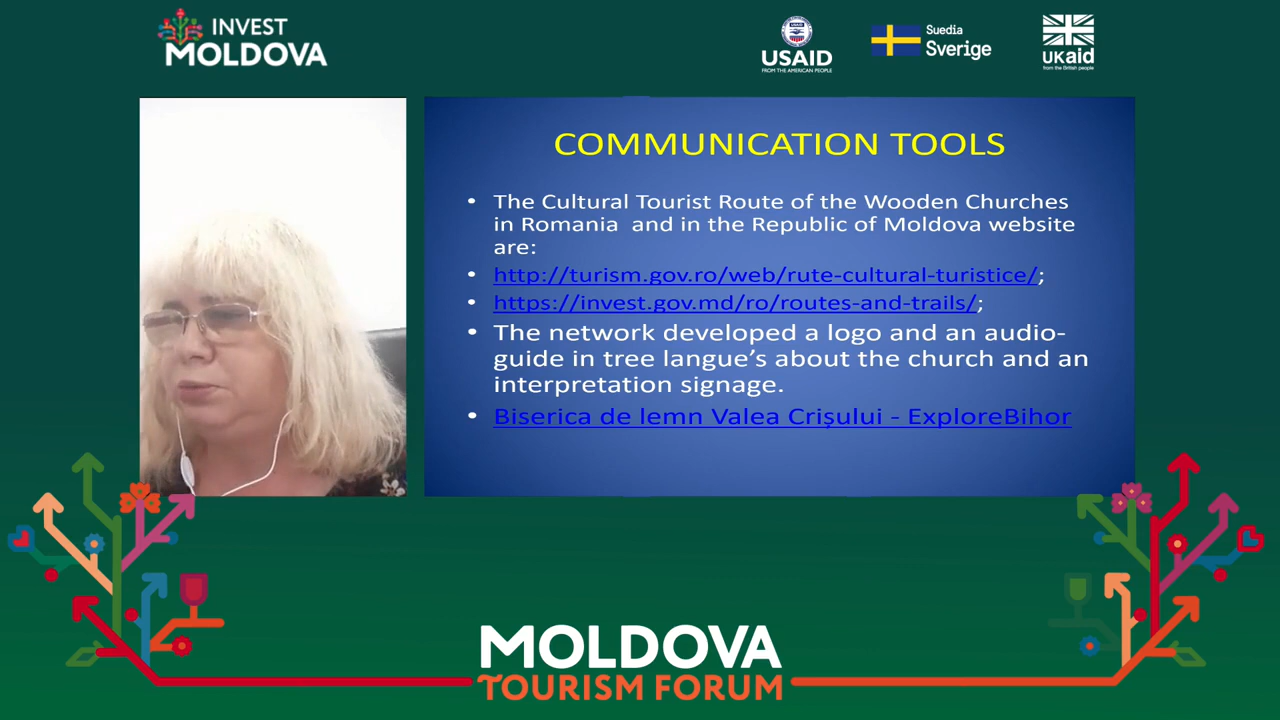 INVEST
MOLDOVA
USAID
FROM THE AMERICAN PEOPLE
Suedia
Sverige
UKaid
from the British people
COMMUNICATION TOOLS
• The Cultural Tourist Route of the Wooden Churches
in Romania and in the Republic of Moldova website
are:
• http://turism.gov.ro/web/rute-cultural-turistice/;
• https://invest.gov.md/ro/routes-and-trails/;
• The network developed a logo and an audio-
guide in tree langue’s about the church and an
interpretation signage.
• Biserica de lemn Valea Crişului - ExploreBihor
MOLDOVA
TOURISM FORUM